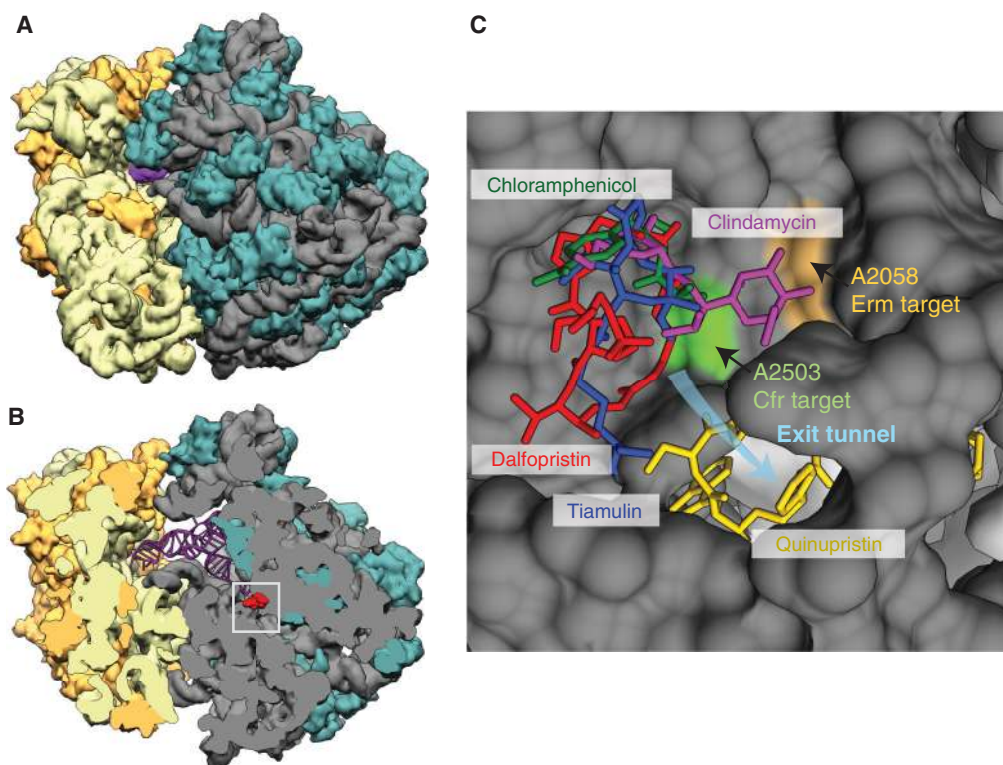 A
B
C
Chloramphenicol
Clindamycin
A2058
Erm target
A2503
Cfr target
Exit tunnel
Dalfopristin
Tiamulin
Quinupristin